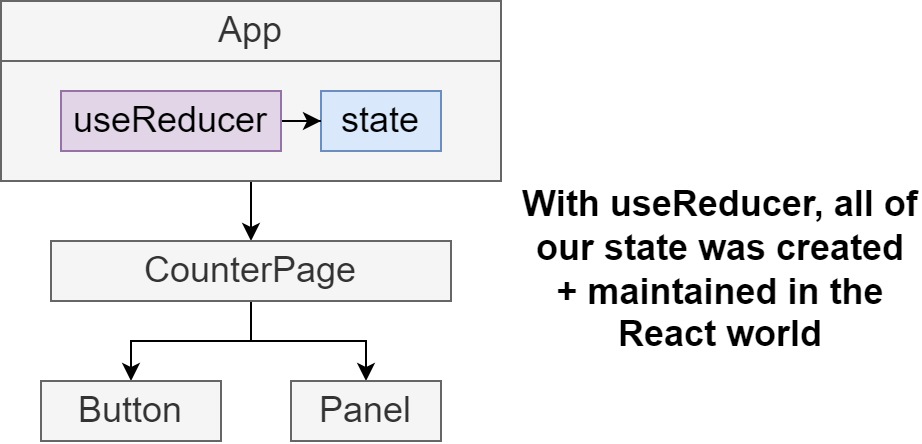 App
useReducer
state
With useReducer, all of
our state was created
+ maintained in the
React world
CounterPage
Button
Panel